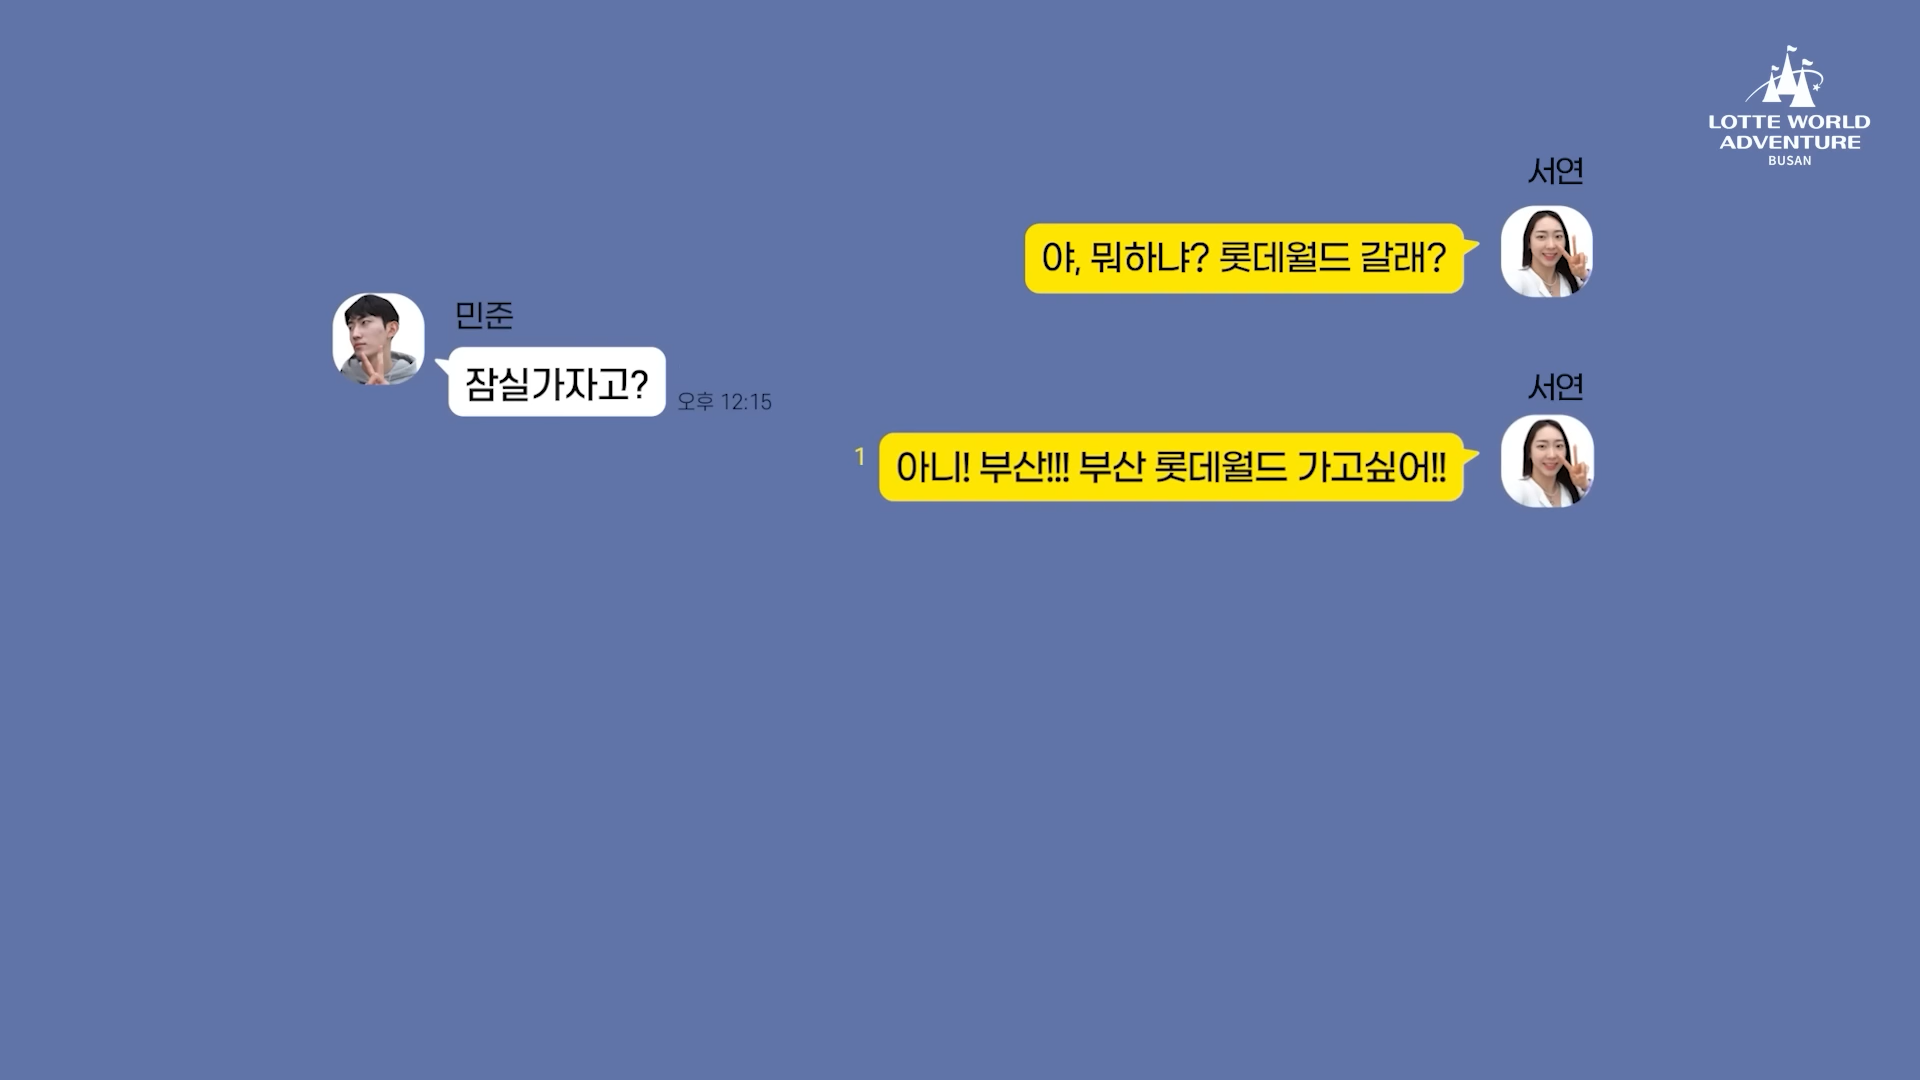 LOTTE WORLD
ADVENTURE
BUSAN
서연
야, 뭐하냐? 롯데월드 갈래?
민준
잠실가자고?
오후 12:15
서연
1
아니! 부산!!! 부산 롯데월드 가고싶어!!